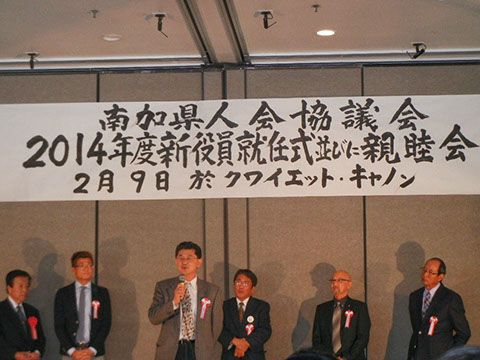 南加県人会協議会
2014年度新役員就任式並びに親睦会
2月9日於クワイエット・キャノン